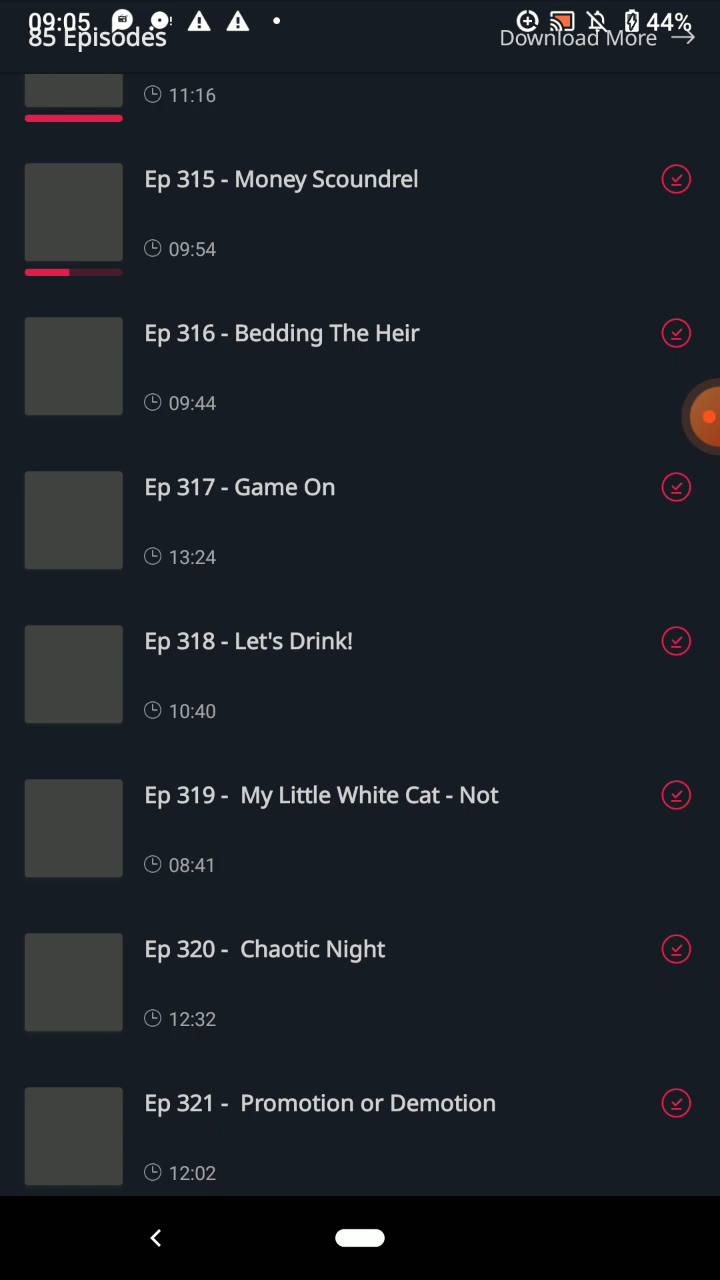 09:05
44%
85 Episodes
Download More
11:16
Ep 315 - Money Scoundrel
09:54
Ep 316 - Bedding The Heir
09:44
Ep 317 - Game On
13:24
Ep 318 - Let's Drink!
10:40
Ep 319 -  My Little White Cat - Not
08:41
Ep 320 -  Chaotic Night
12:32
Ep 321 -  Promotion or Demotion
12:02